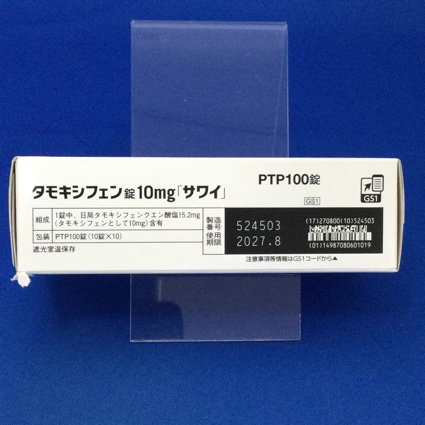 タモキシフェン錠10mg「サワイ」
PTP100錠
GS1
GS1
組成
1錠中、日局タモキシフェンクエン酸塩15.2mg
(タモキシフェンとして10mg)含有
包装
PTP100錠(10錠×10)
遮光室温保存
製造番号
524503
使用期限
2027.8
(17)270800(10)524503
(01)14987080601019
注意事項等情報はGS1コードから▲